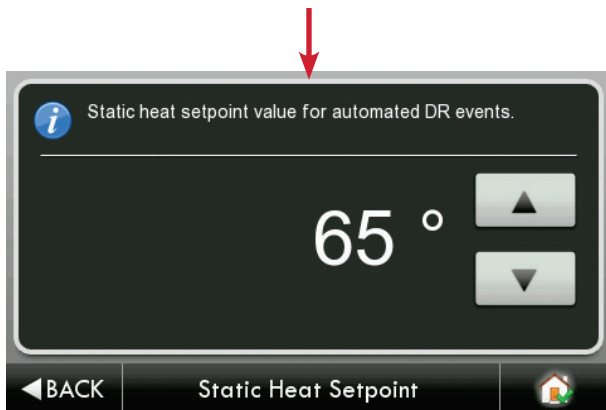 Static heat setpoint value for automated DR events.
65 °
BACK
Static Heat Setpoint